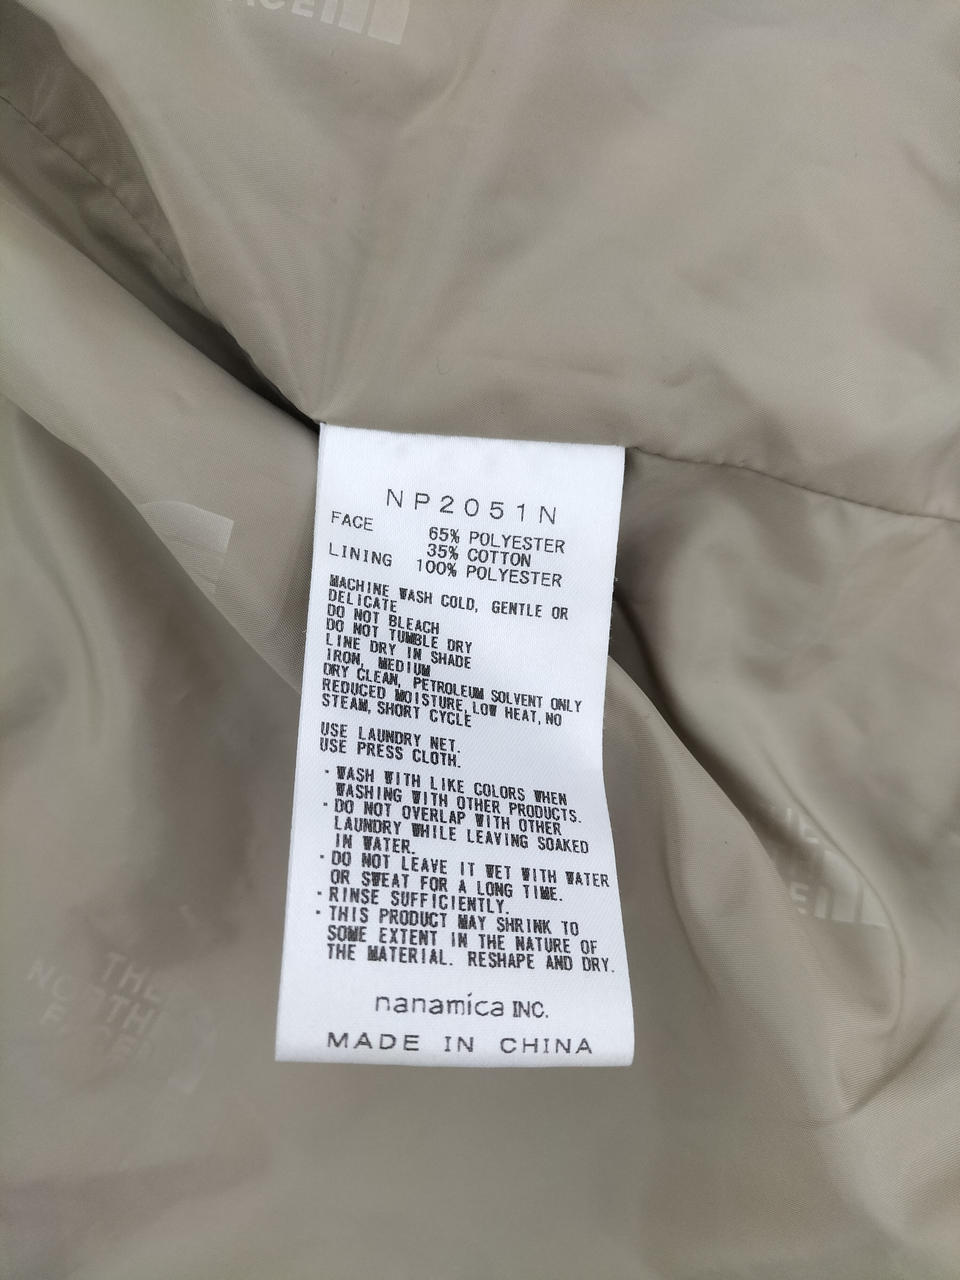 ACE
NP2051N
FACE 65% POLYESTER
35% COTTON
LINING 100% POLYESTER
MACHINE WASH COLD, GENTLE OR
DELICATE
DO NOT BLEACH
DO NOT TUMBLE DRY
LINE DRY IN SHADE
IRON, MEDIUM
DRY CLEAN, PETROLEUM SOLVENT ONLY
REDUCED MOISTURE, LOW HEAT, NO
STEAM, SHORT CYCLE
USE LAUNDRY NET.
USE PRESS CLOTH.
・WASH WITH LIKE COLORS WHEN
WASHING WITH OTHER PRODUCTS.
・DO NOT OVERLAP WITH OTHER
LAUNDRY WHILE LEAVING SOAKED
IN WATER.
・DO NOT LEAVE IT WET WITH WATER
OR SWEAT FOR A LONG TIME.
・RINSE SUFFICIENTLY.
・THIS PRODUCT MAY SHRINK TO
SOME EXTENT IN THE NATURE OF
THE MATERIAL. RESHAPE AND DRY.
nanamica INC.
MADE IN CHINA
THE
NORTH
FACE